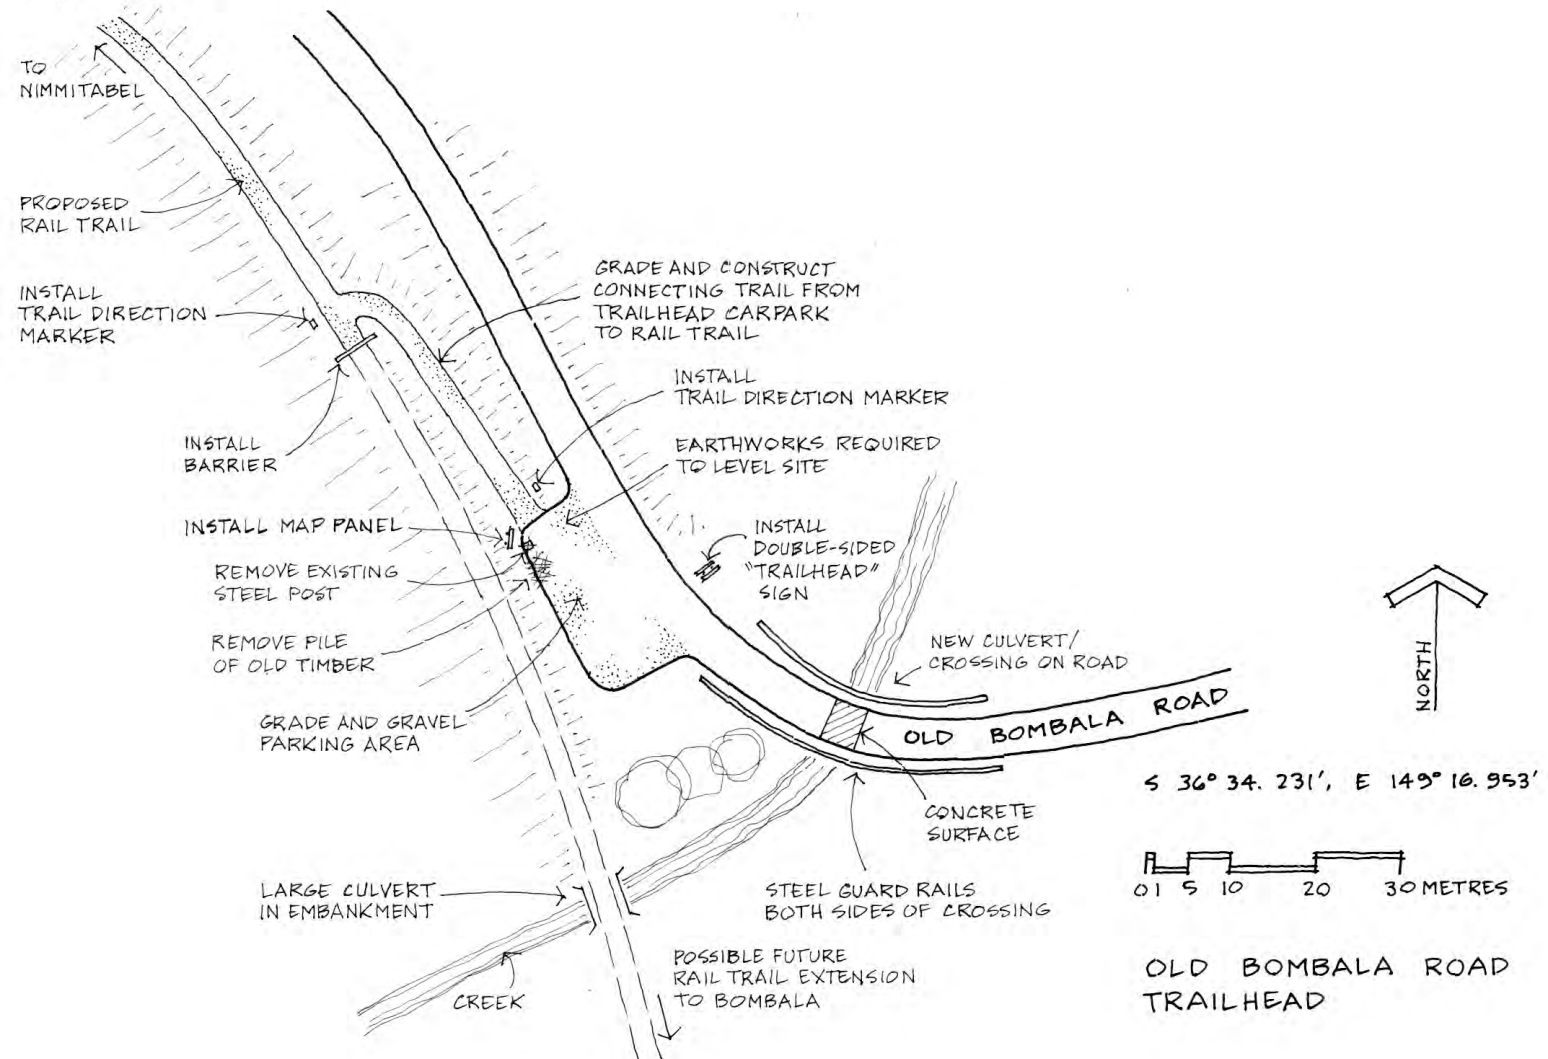 TO
NIMMITABEL
PROPOSED
RAIL TRAIL
INSTALL
TRAIL DIRECTION
MARKER
GRADE AND CONSTRUCT
CONNECTING TRAIL FROM
TRAILHEAD CARPARK
TO RAIL TRAIL
INSTALL
TRAIL DIRECTION MARKER
INSTALL
BARRIER
EARTHWORKS REQUIRED
TO LEVEL SITE
INSTALL MAP PANEL
INSTALL
DOUBLE-SIDED
"TRAILHEAD"
SIGN
REMOVE EXISTING
STEEL POST
REMOVE PILE
OF OLD TIMBER
NEW CULVERT/
CROSSING ON ROAD
NORTH
GRADE AND GRAVEL
PARKING AREA
OLD BOMBALA ROAD
S 36° 34. 231', E 149° 16. 953'
CONCRETE
SURFACE
0 1 5 10 20 30 METRES
LARGE CULVERT
IN EMBANKMENT
STEEL GUARD RAILS
BOTH SIDES OF CROSSING
POSSIBLE FUTURE
RAIL TRAIL EXTENSION
TO BOMBALA
CREEK
OLD BOMBALA ROAD
TRAILHEAD